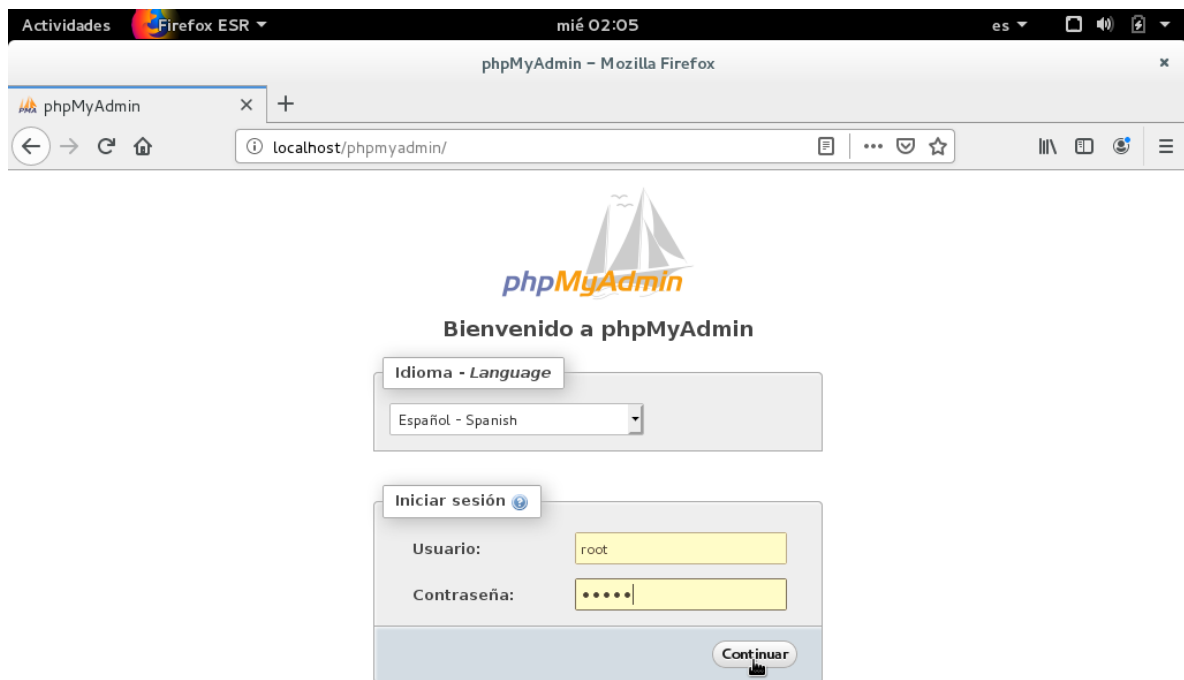 Actividades Firefox ESR mié 02:05 es
phpMyAdmin – Mozilla Firefox
PMA phpMyAdmin
localhost/phpmyadmin/
phpMyAdmin
Bienvenido a phpMyAdmin
Idioma - Language
Español - Spanish
Iniciar sesión
Usuario: root
Contraseña: •••••
Continuar